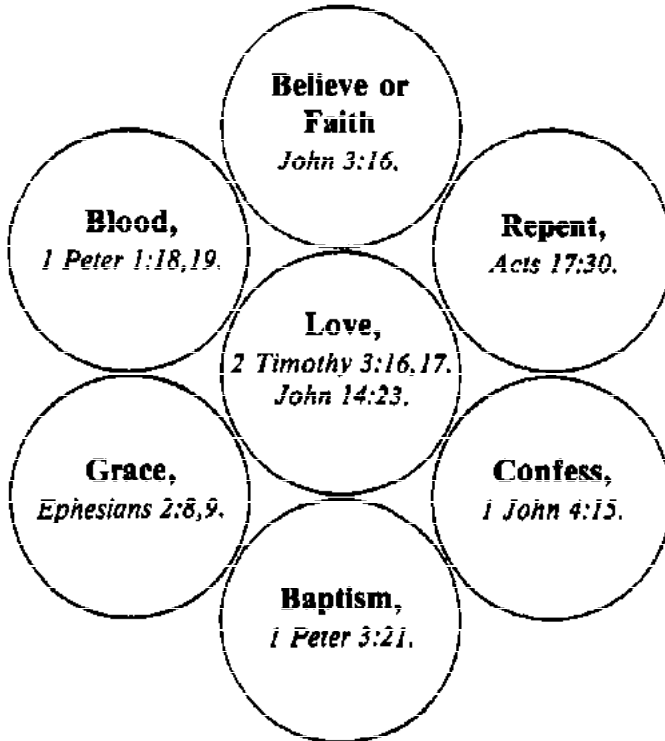 Believe or
Faith
John 3:16.
Blood,
1 Peter 1:18,19.
Repent,
Acts 17:30.
Love,
2 Timothy 3:16,17.
John 14:23.
Grace,
Ephesians 2:8,9.
Confess,
1 John 4:15.
Baptism,
1 Peter 3:21.